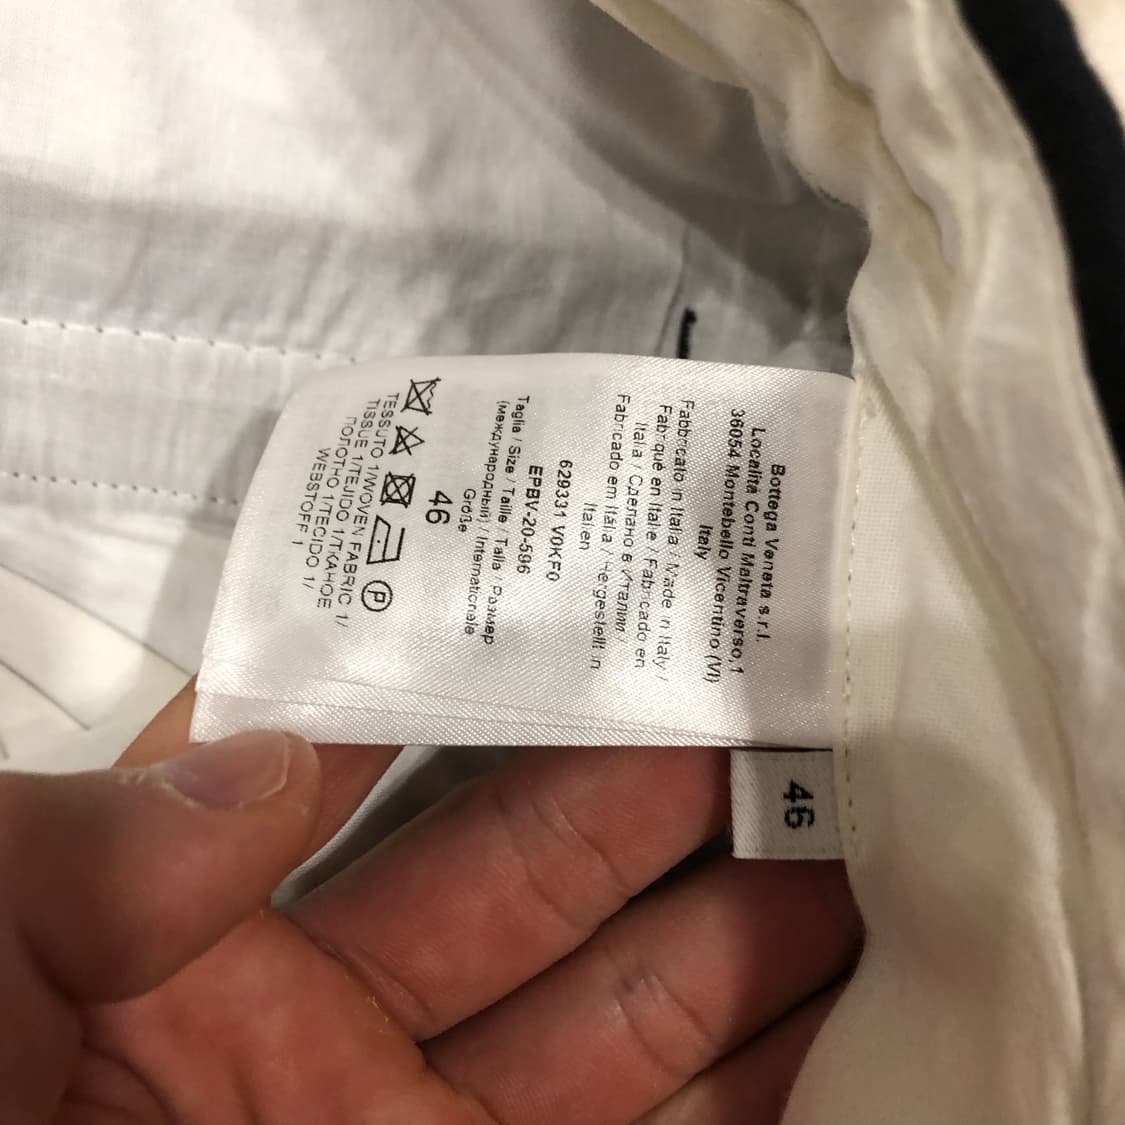 Bottega Veneta s.r.l.
Località Conti Maltraverso,1
36054 Montebello Vicentino (VI)
Italy
Fabbricato in Italia / Made in Italy /
Fabriqué en Italie / Fabricado en
Italia / Сделано в Италии
Fabricado em Itália / Hergestellt in
Italien
629331 V0KF0
EPBV-20-596
Taglia / Size / Taille / Talla / Размер
(международный) / Internationale
Größe
46
P
TESSUTO 1/WOVEN FABRIC 1/
TISSUE 1/TEJIDO 1/ТКАНОЕ
ПОЛОТНО 1/TECIDO 1/
WEBSTOFF 1
46